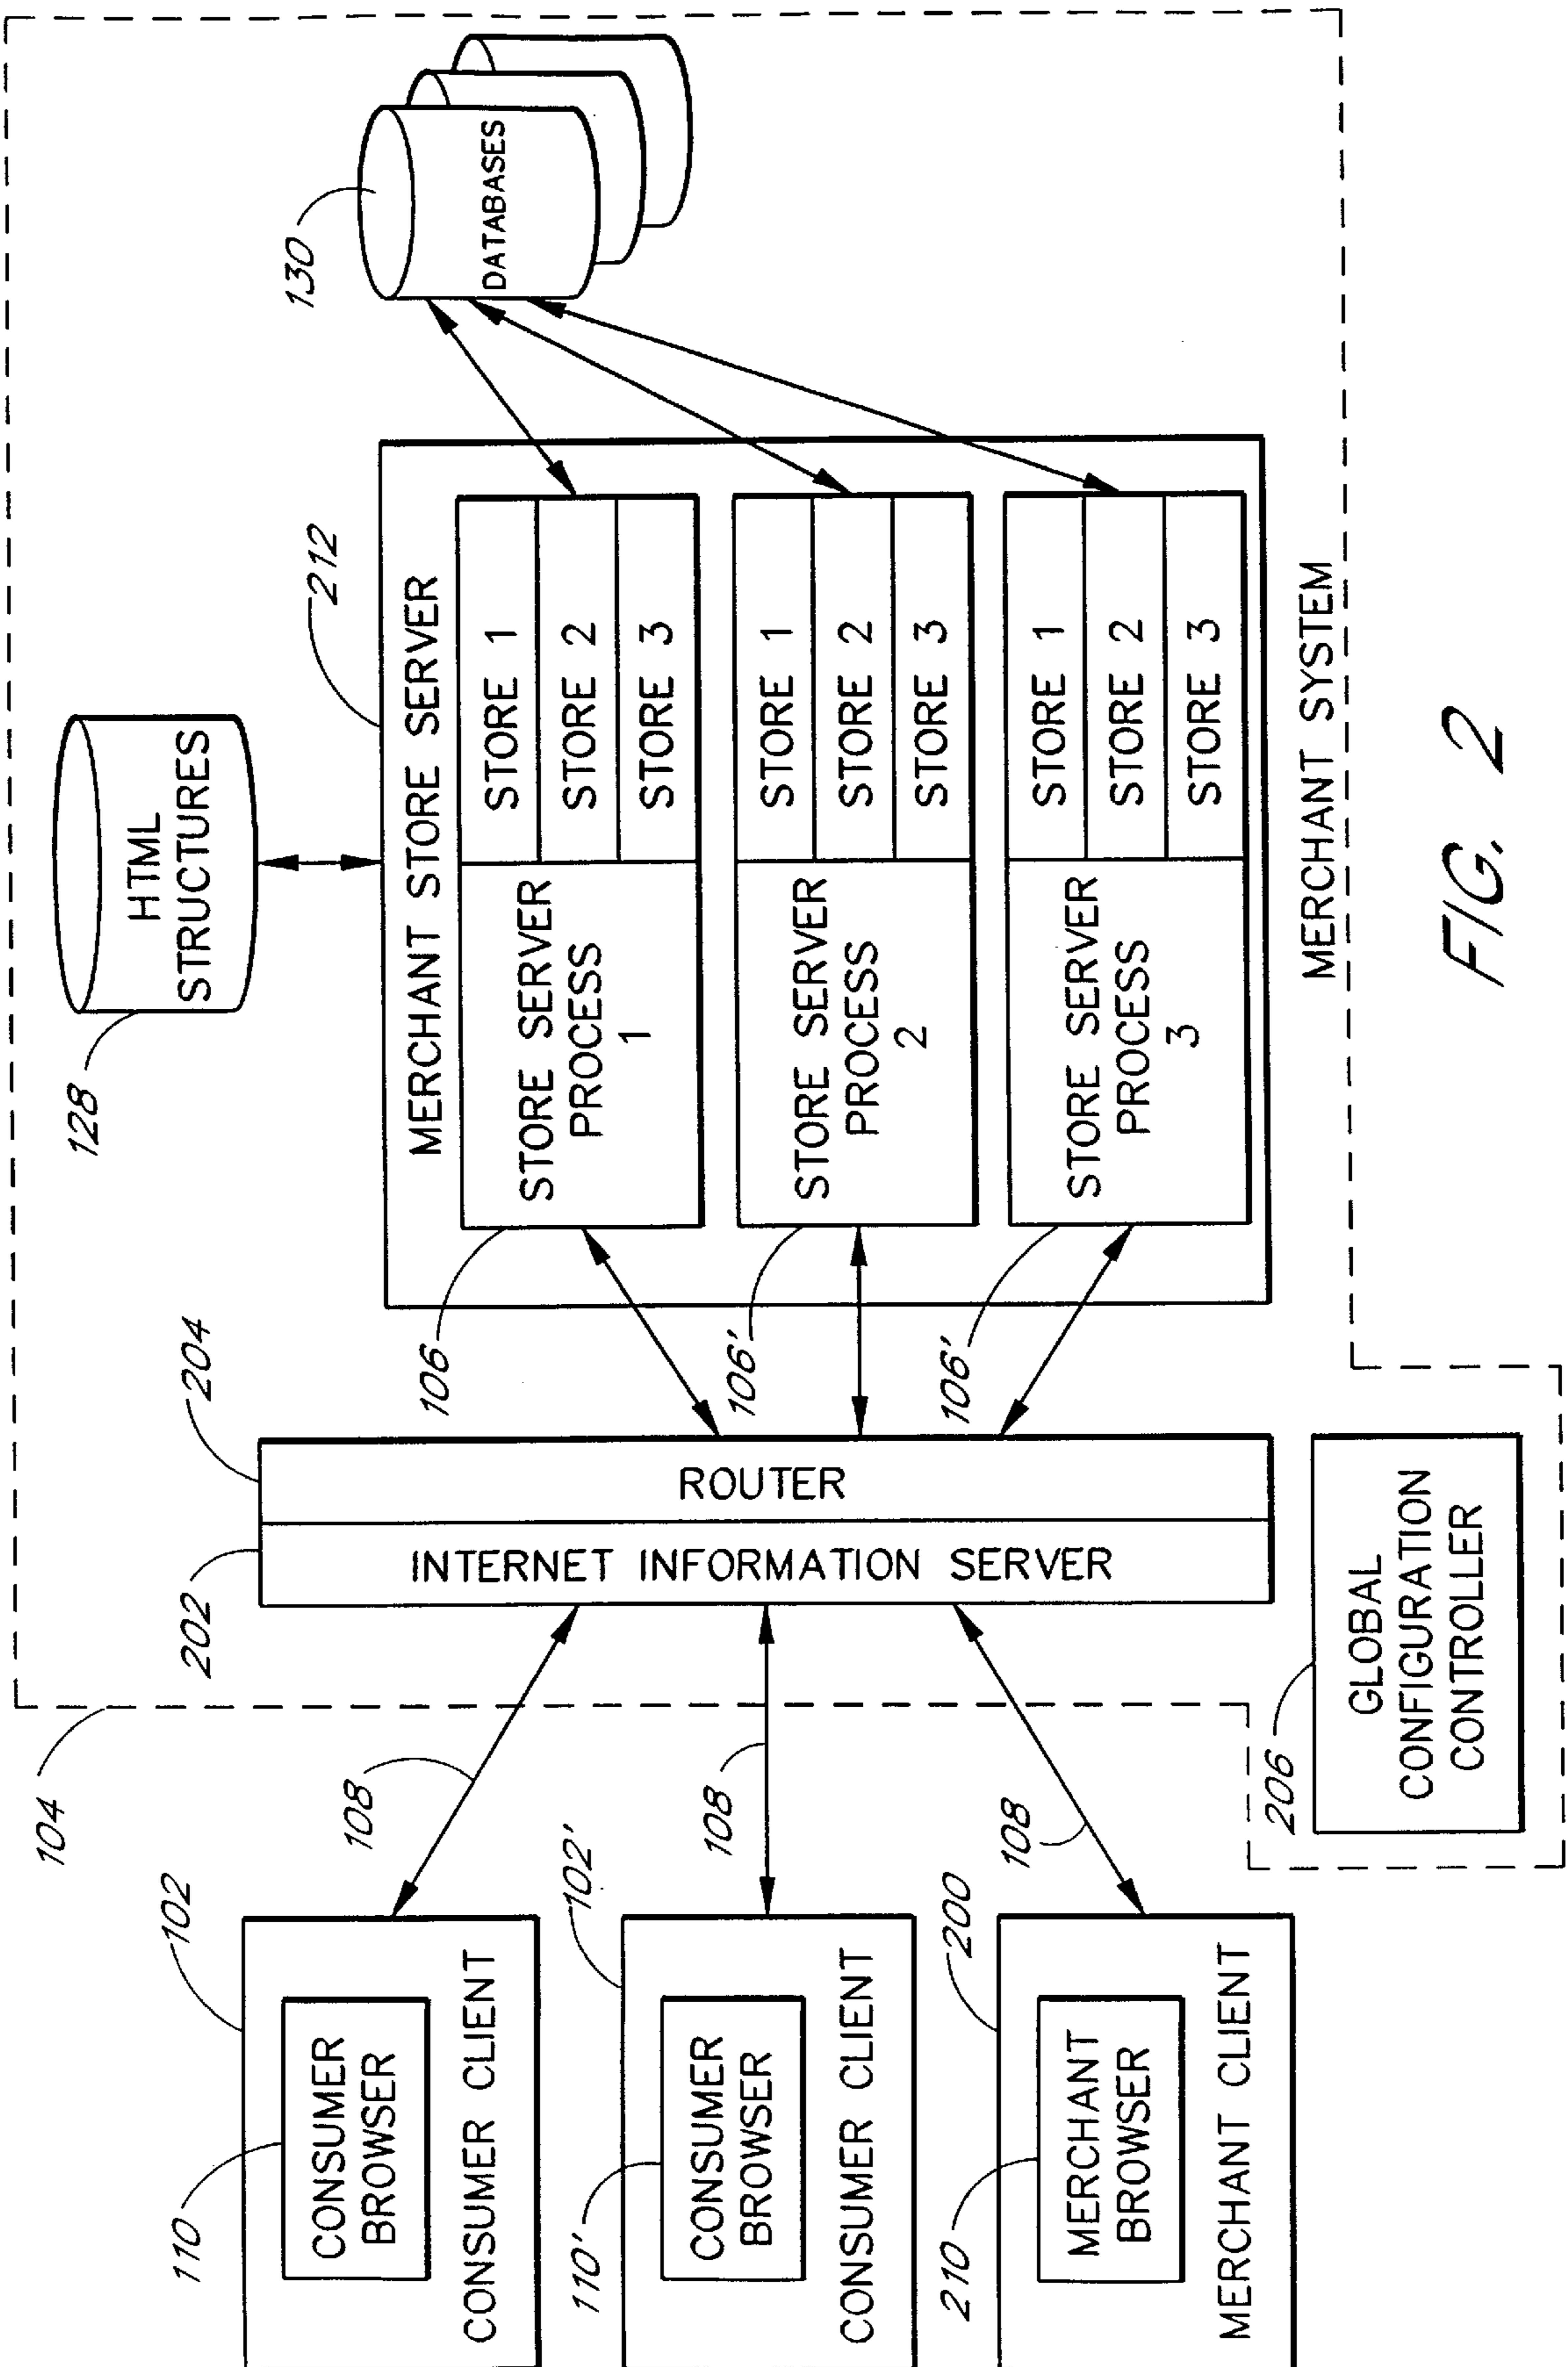 104
110
102
CONSUMER
BROWSER
CONSUMER CLIENT
110'
102'
CONSUMER
BROWSER
CONSUMER CLIENT
210
200
MERCHANT
BROWSER
MERCHANT CLIENT
108
108
108
202
204
INTERNET INFORMATION SERVER
ROUTER
206
GLOBAL
CONFIGURATION
CONTROLLER
128
HTML
STRUCTURES
212
MERCHANT STORE SERVER
106
STORE SERVER
PROCESS
1
STORE 1
STORE 2
STORE 3
106'
STORE SERVER
PROCESS
2
STORE 1
STORE 2
STORE 3
106'
STORE SERVER
PROCESS
3
STORE 1
STORE 2
STORE 3
130
DATABASES
MERCHANT SYSTEM
FIG. 2